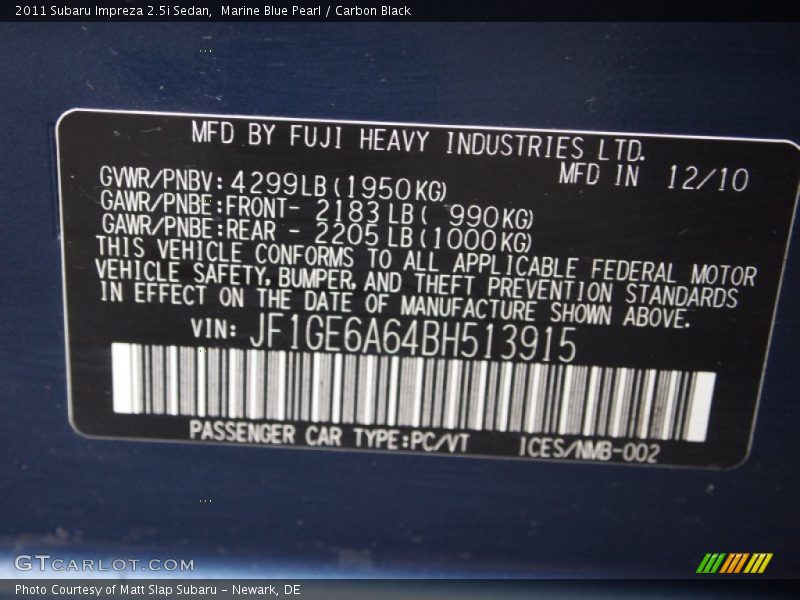 2011 Subaru Impreza 2.5i Sedan,  Marine Blue Pearl / Carbon Black
MFD BY FUJI HEAVY INDUSTRIES LTD.
MFD IN 12/10
GVWR/PNBV: 4299LB(1950KG)
GAWR/PNBE:FRONT- 2183LB( 990KG)
GAWR/PNBE:REAR - 2205LB(1000KG)
THIS VEHICLE CONFORMS TO ALL APPLICABLE FEDERAL MOTOR
VEHICLE SAFETY, BUMPER, AND THEFT PREVENTION STANDARDS
IN EFFECT ON THE DATE OF MANUFACTURE SHOWN ABOVE.
VIN: JF1GE6A64BH513915
PASSENGER CAR TYPE:PC/VT ICES/NMB-002
GTCARLOT.COM
Photo Courtesy of Matt Slap Subaru - Newark, DE